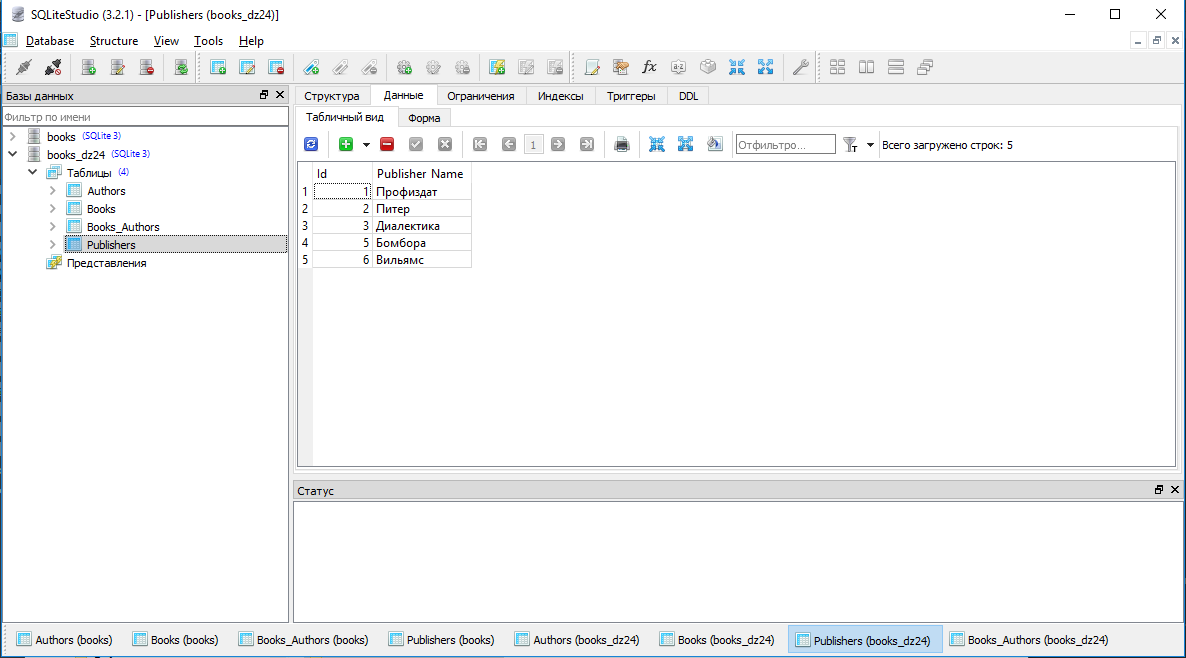 SQLiteStudio (3.2.1) - [Publishers (books_dz24)]
Database Structure View Tools Help
Базы данных
Фильтр по имени
books (SQLite 3)
books_dz24 (SQLite 3)
Таблицы (4)
Authors
Books
Books_Authors
Publishers
Представления
Структура Данные Ограничения Индексы Триггеры DDL
Табличный вид Форма
1 Отфильтро... Всего загружено строк: 5
Id Publisher Name
1 1 Профиздат
2 2 Питер
3 3 Диалектика
4 5 Бомбора
5 6 Вильямс
Статус
Authors (books) Books (books) Books_Authors (books) Publishers (books) Authors (books_dz24) Books (books_dz24) Publishers (books_dz24) Books_Authors (books_dz24)